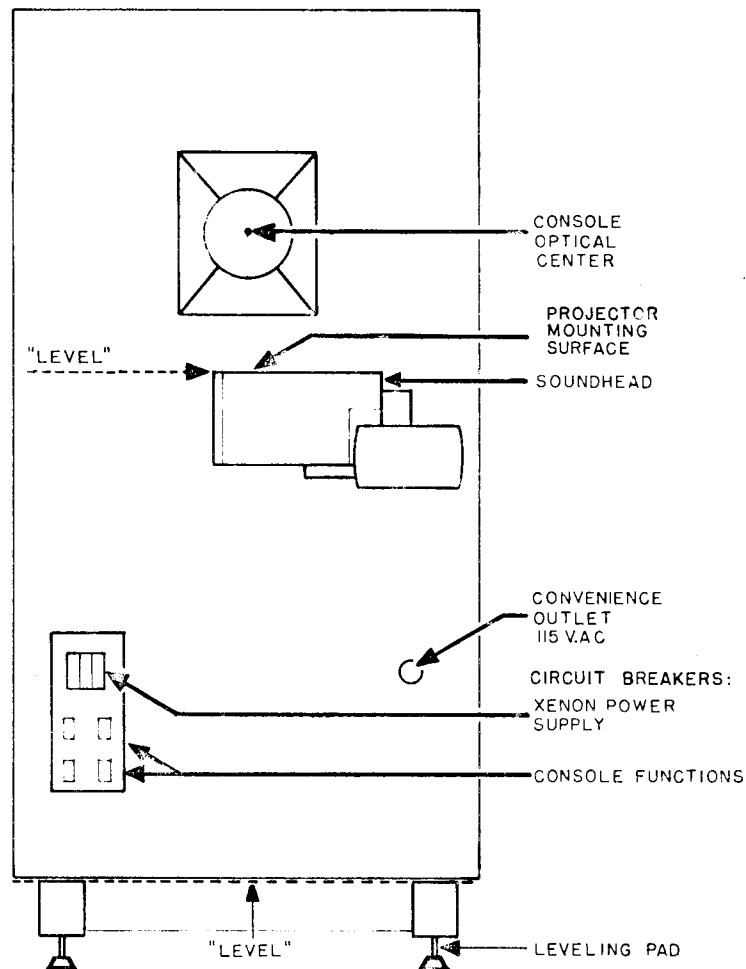 CONSOLE
OPTICAL
CENTER
PROJECTOR
MOUNTING
SURFACE
"LEVEL"
SOUNDHEAD
CONVENIENCE
OUTLET
115 V.AC
CIRCUIT BREAKERS:
XENON POWER
SUPPLY
CONSOLE FUNCTIONS
"LEVEL"
LEVELING PAD